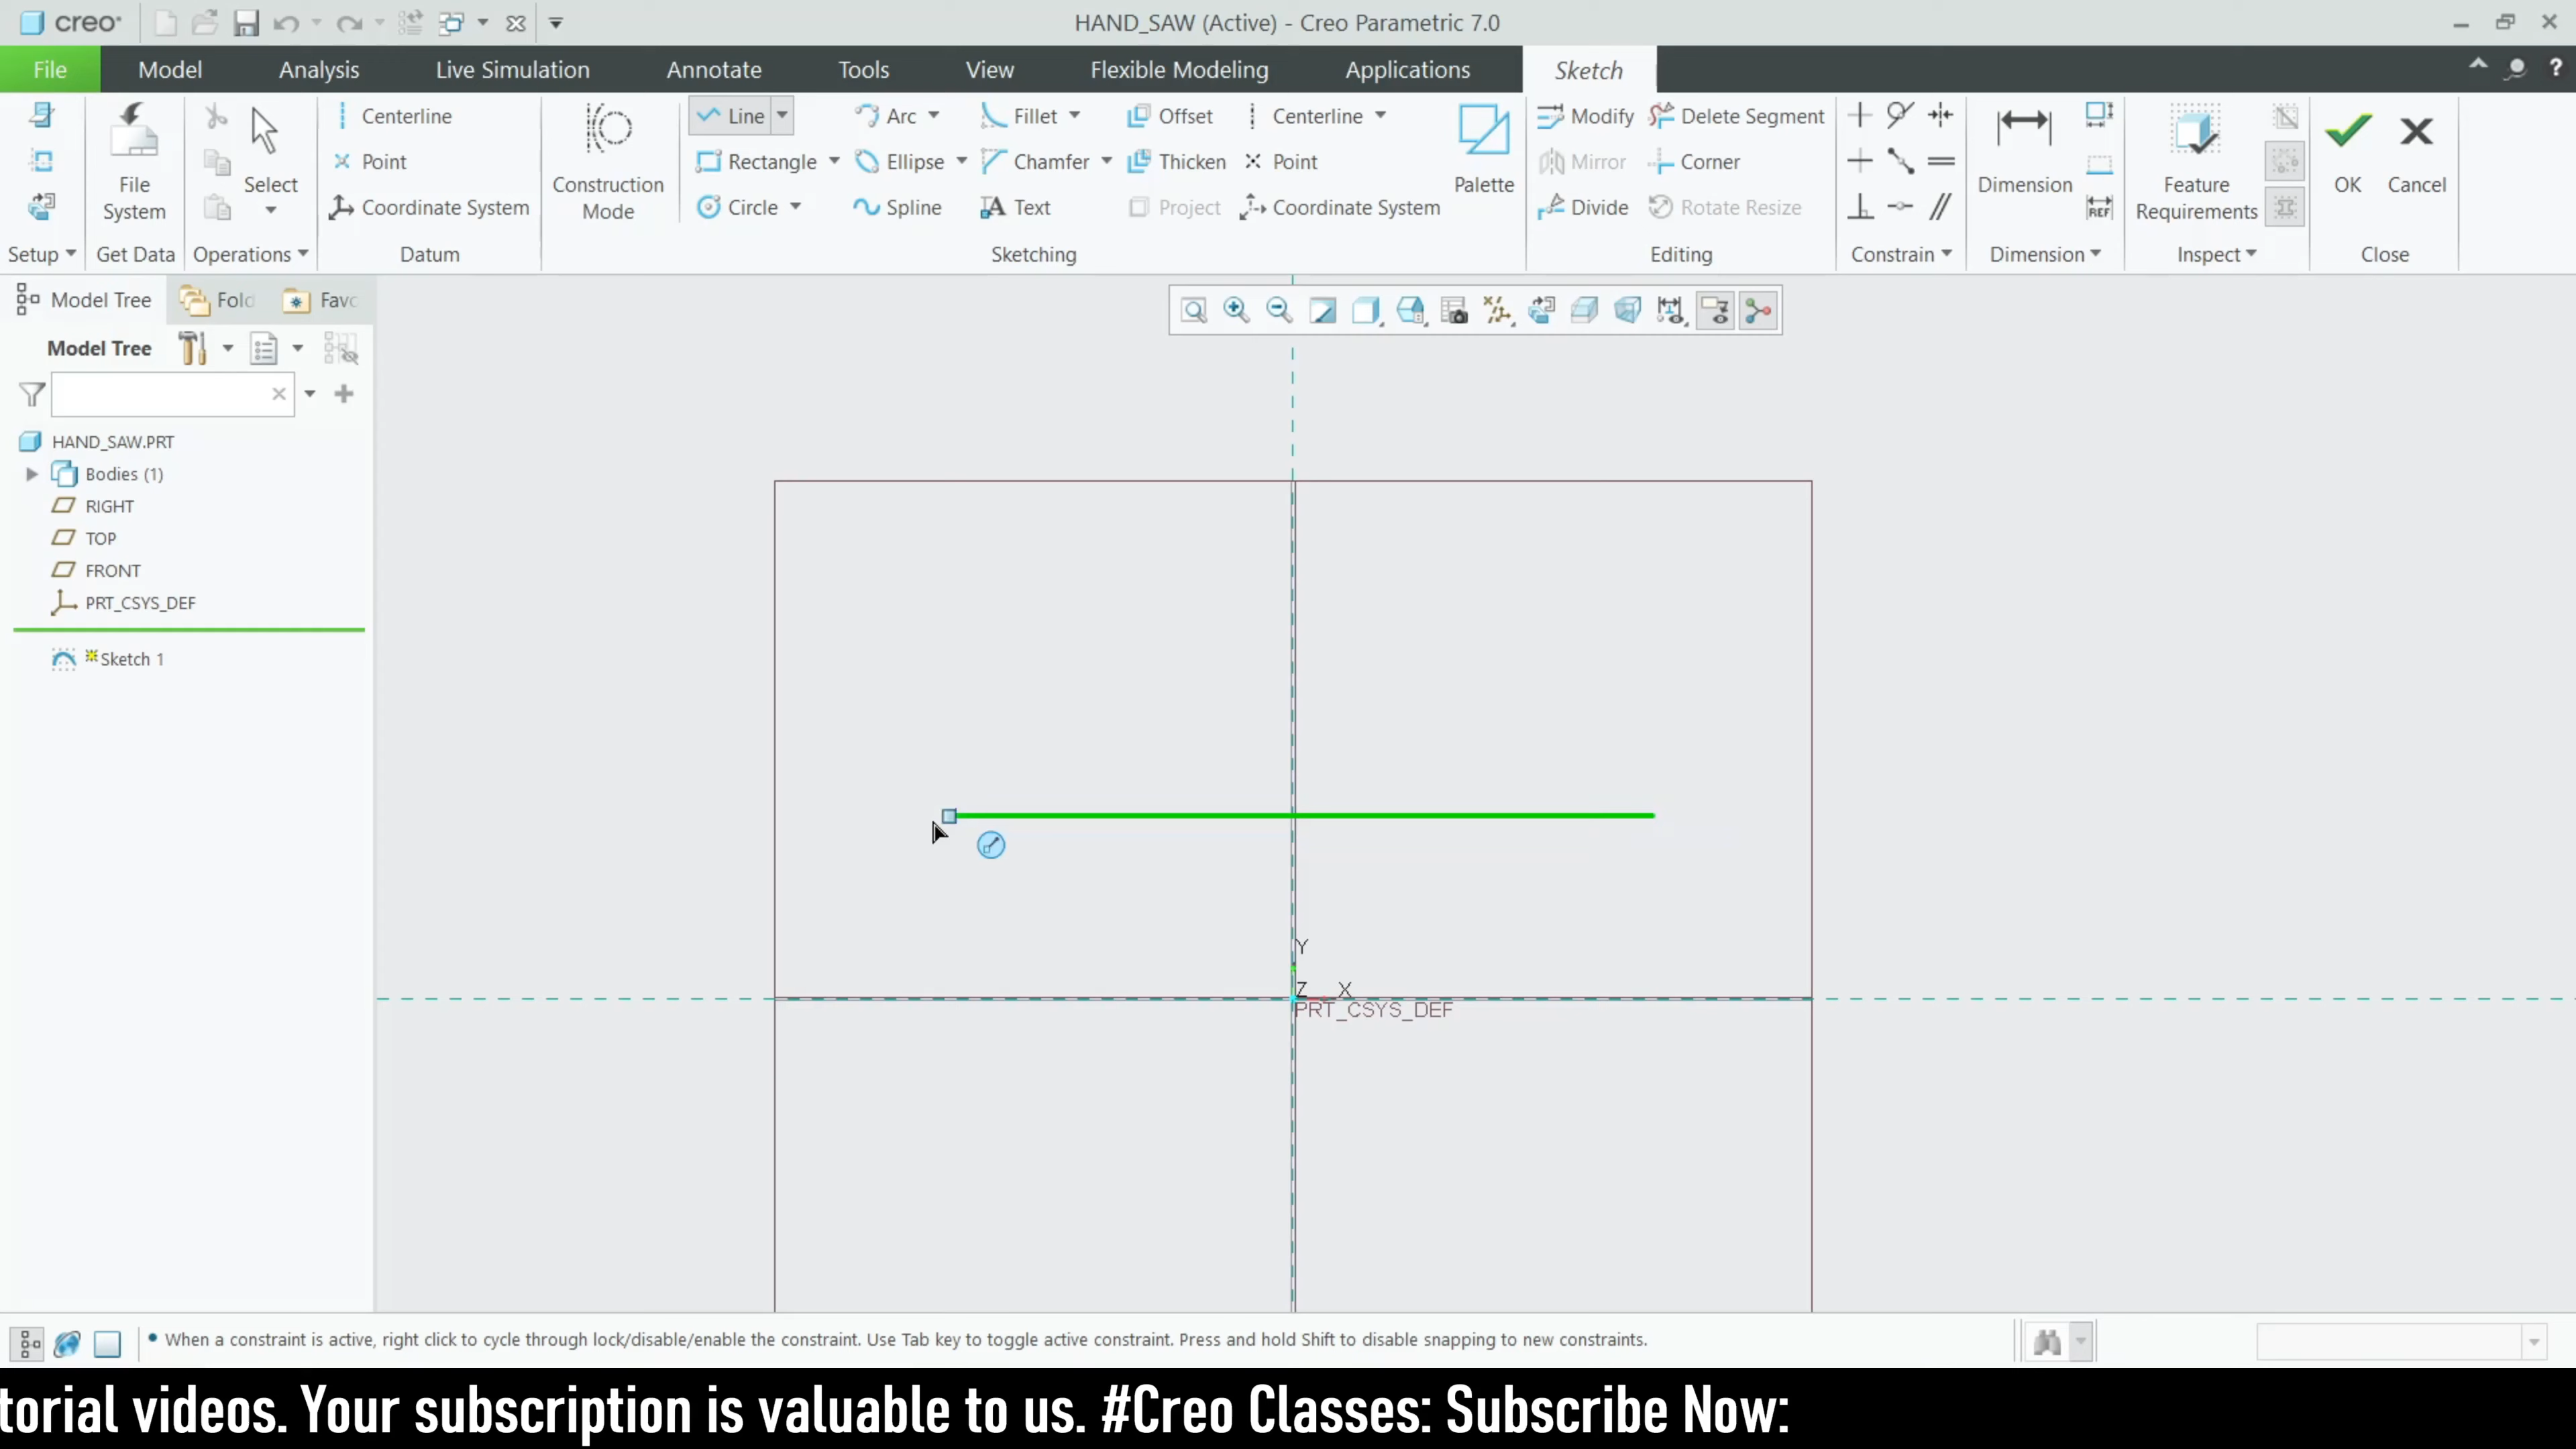 creo
HAND_SAW (Active) - Creo Parametric 7.0
File Model Analysis Live Simulation Annotate Tools View Flexible Modeling Applications Sketch
Centerline Line Arc Fillet Offset Centerline Modify Delete Segment
Point Rectangle Ellipse Chamfer Thicken Point Mirror Corner
File System Select Construction Mode Palette Dimension Feature Requirements OK Cancel
Coordinate System Circle Spline Text Project Coordinate System Divide Rotate Resize
REF
Setup Get Data Operations Datum Sketching Editing Constrain Dimension Inspect Close
Model Tree Fold Favo
Model Tree
HAND_SAW.PRT
Bodies (1)
RIGHT
TOP
FRONT
PRT_CSYS_DEF
Sketch 1
Y
Z X
PRT_CSYS_DEF
When a constraint is active, right click to cycle through lock/disable/enable the constraint. Use Tab key to toggle active constraint. Press and hold Shift to disable snapping to new constraints.
torial videos. Your subscription is valuable to us. #Creo Classes: Subscribe Now: